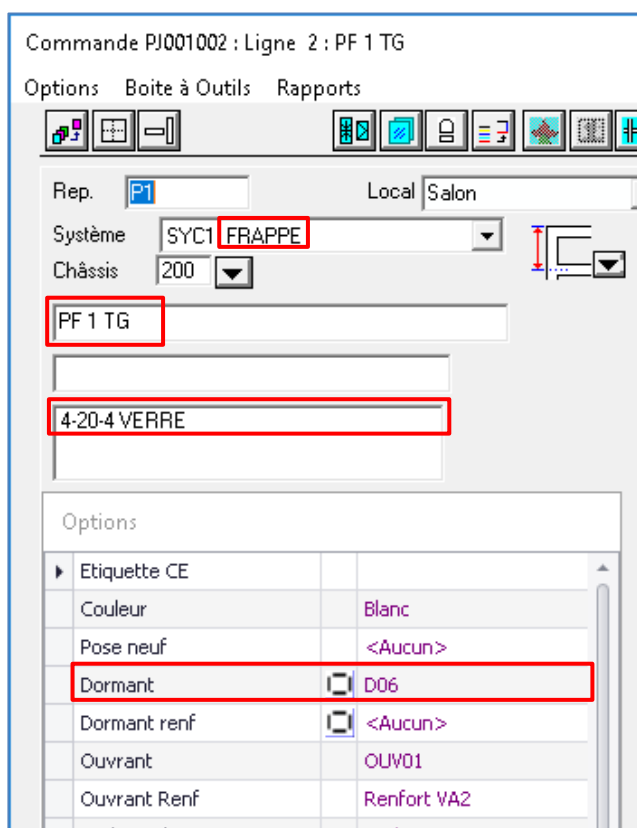 Commande PJ001002 : Ligne 2 : PF 1 TG
Options Boite à Outils Rapports
Rep. P1 Local Salon
Système SYC1 FRAPPE
Châssis 200
PF 1 TG
4-20-4 VERRE
Options
Etiquette CE
Couleur Blanc
Pose neuf <Aucun>
Dormant D06
Dormant renf <Aucun>
Ouvrant OUV01
Ouvrant Renf Renfort VA2